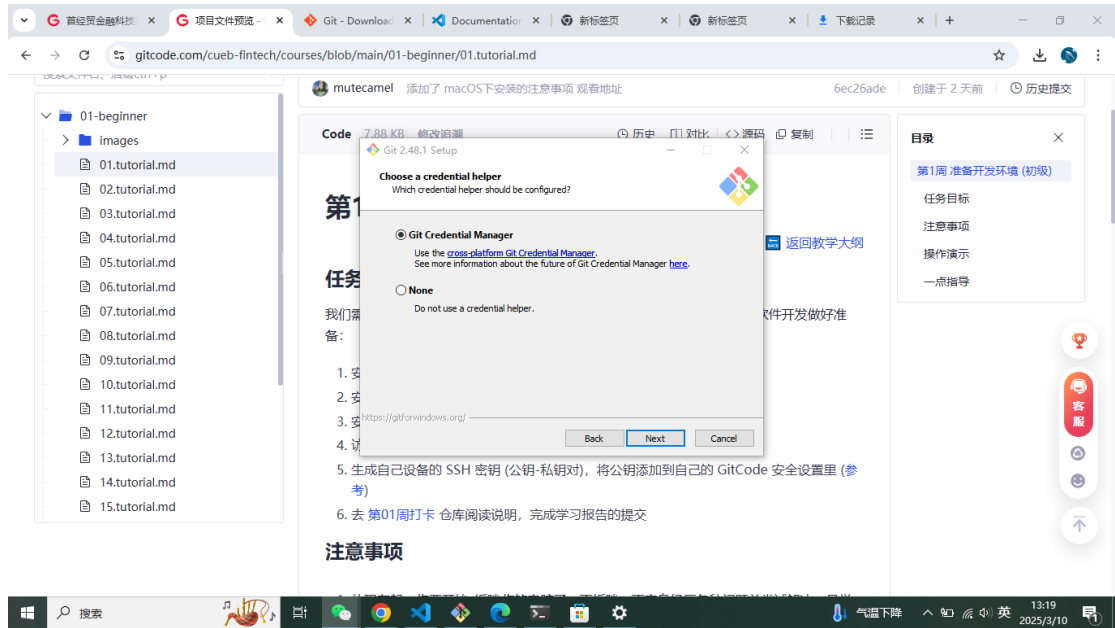 首经贸金融科技
项目文件预览 -
Git - Download
Documentation
新标签页
新标签页
下载记录
gitcode.com/cueb-fintech/courses/blob/main/01-beginner/01.tutorial.md
mutecamel 添加了 macOS下安装的注意事项 观看地址 6ec26ade 创建于 2 天前 历史提交
01-beginner
images
01.tutorial.md
02.tutorial.md
03.tutorial.md
04.tutorial.md
05.tutorial.md
06.tutorial.md
07.tutorial.md
08.tutorial.md
09.tutorial.md
10.tutorial.md
11.tutorial.md
12.tutorial.md
13.tutorial.md
14.tutorial.md
15.tutorial.md
Code 7.88 KB 修改追溯 历史 对比 源码 复制
Git 2.48.1 Setup
Choose a credential helper
Which credential helper should be configured?
Git Credential Manager
Use the cross-platform Git Credential Manager.
See more information about the future of Git Credential Manager here.
None
Do not use a credential helper.
https://gitforwindows.org/
Back Next Cancel
第1
返回教学大纲
任务
我们需 软件开发做好准
备：
1. 安
2. 安
3. 安
4. 访
5. 生成自己设备的 SSH 密钥 (公钥-私钥对)，将公钥添加到自己的 GitCode 安全设置里 (参
考)
6. 去 第01周打卡 仓库阅读说明，完成学习报告的提交
注意事项
目录
第1周 准备开发环境 (初级)
任务目标
注意事项
操作演示
一点指导
客
服
搜索
气温下降
英
13:19
2025/3/10
1